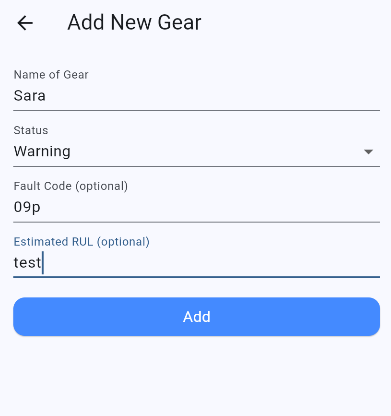 Add New Gear
Name of Gear
Sara
Status
Warning
Fault Code (optional)
09p
Estimated RUL (optional)
test
Add